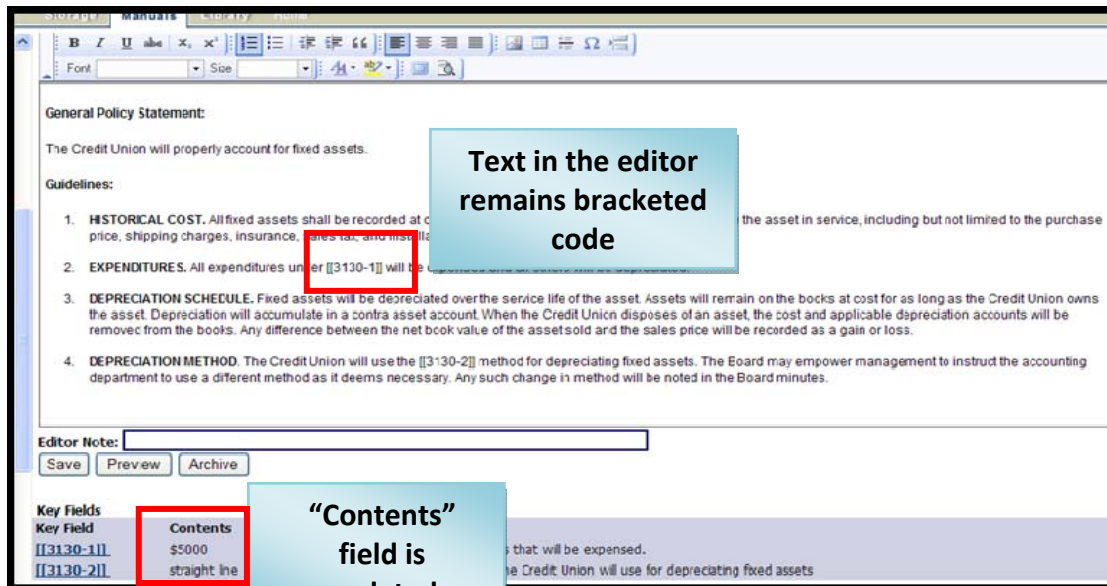 Storage Manuals Library Home
B I U abc x, x²
Font Size
General Policy Statement:
The Credit Union will properly account for fixed assets.
Guidelines:
1. HISTORICAL COST. All fixed assets shall be recorded at the asset in service, including but not limited to the purchase
price, shipping charges, insurance, sales tax, and
2. EXPENDITURES. All expenditures under [[3130-1]] will be
3. DEPRECIATION SCHEDULE. Fixed assets will be depreciated over the service life of the asset. Assets will remain on the books at cost for as long as the Credit Union owns
the asset. Depreciation will accumulate in a contra asset account. When the Credit Union disposes of an asset, the cost and applicable depreciation accounts will be
removed from the books. Any difference between the net book value of the asset sold and the sales price will be recorded as a gain or loss.
4. DEPRECIATION METHOD. The Credit Union will use the [[3130-2]] method for depreciating fixed assets. The Board may empower management to instruct the accounting
department to use a different method as it deems necessary. Any such change in method will be noted in the Board minutes.
Text in the editor
remains bracketed
code
Editor Note:
Save Preview Archive
Key Fields
Key Field Contents
[[3130-1]] $5000 that will be expensed.
[[3130-2]] straight line Credit Union will use for depreciating fixed assets
“Contents”
field is